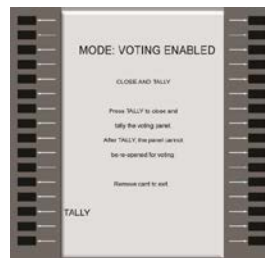 MODE: VOTING ENABLED
CLOSE AND TALLY
Press TALLY to close and
tally the voting panel.
After TALLY, the panel cannot
be re-opened for voting
Remove card to exit
TALLY